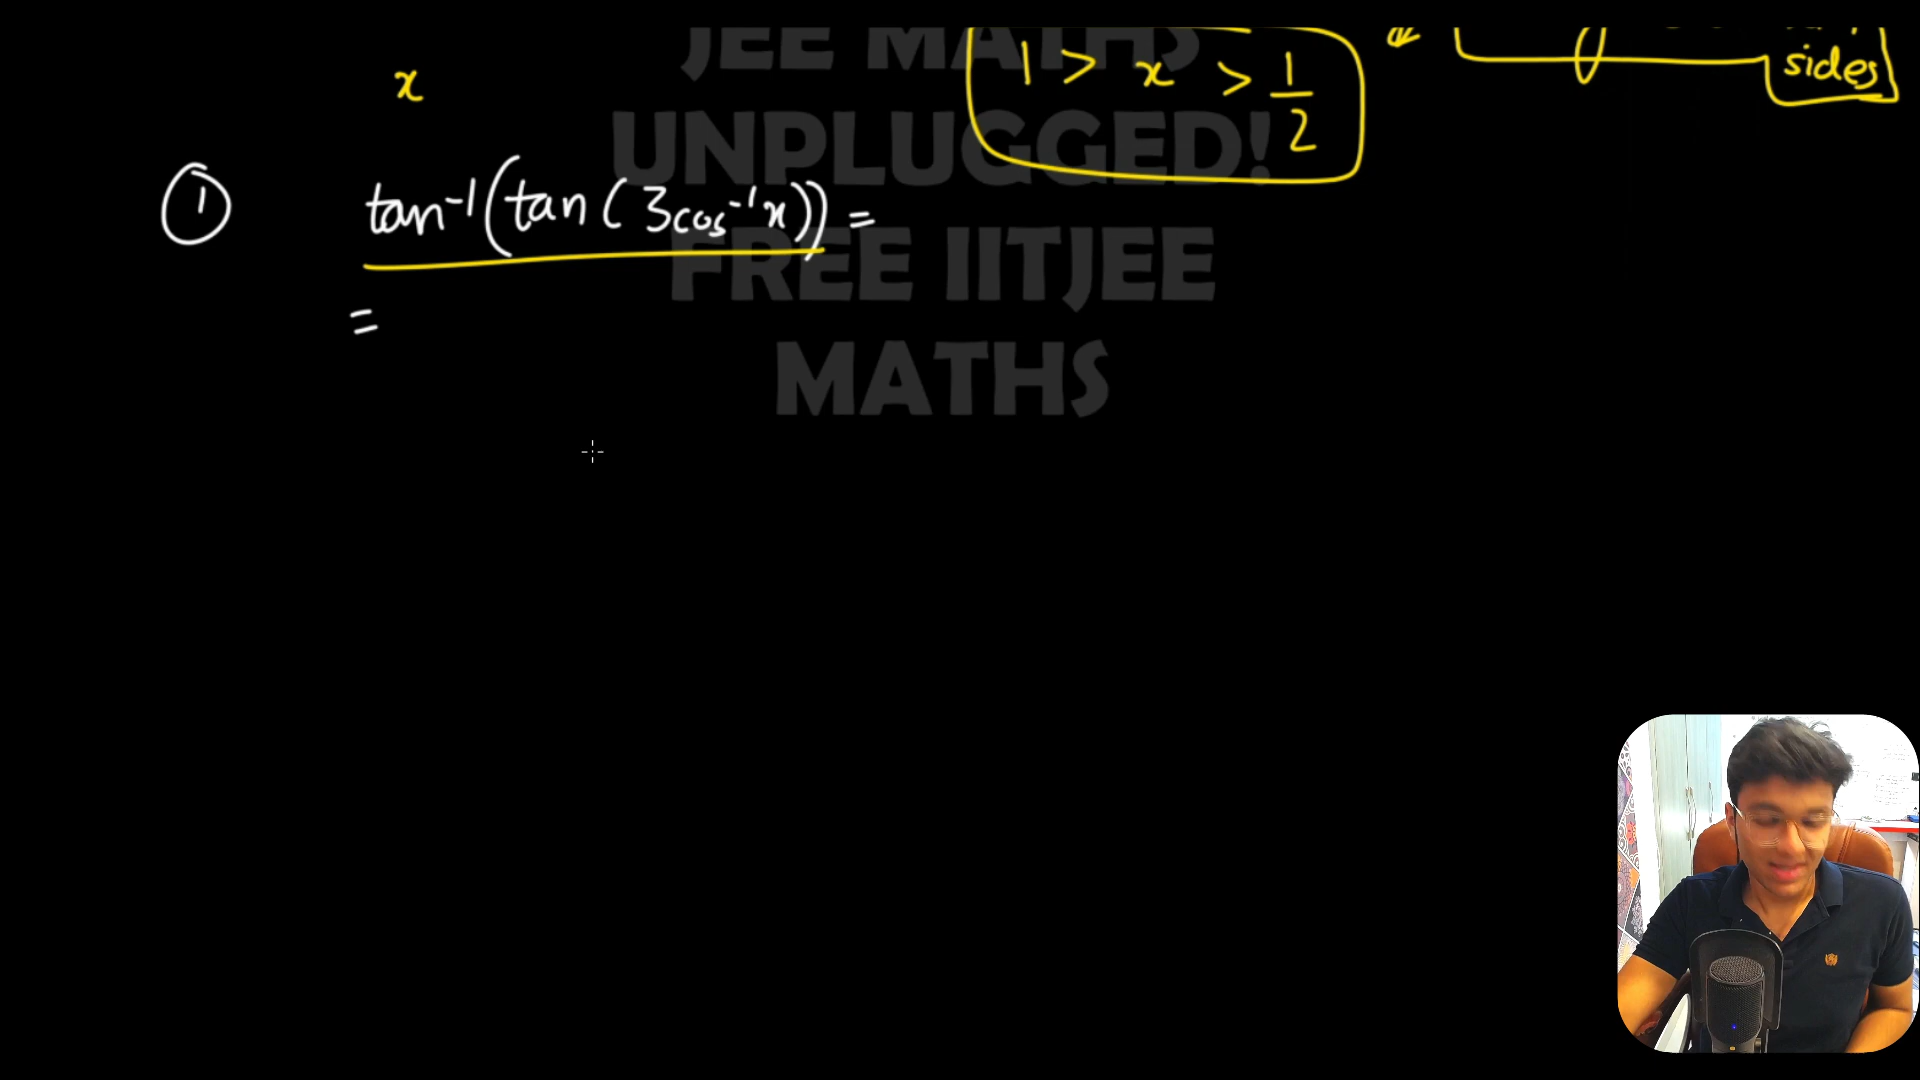 JEE MATHS
UNPLUGGED!
FREE IITJEE
MATHS
x
1 > x > 1/2
sides
① tan⁻¹(tan(3cos⁻¹x)) =
=